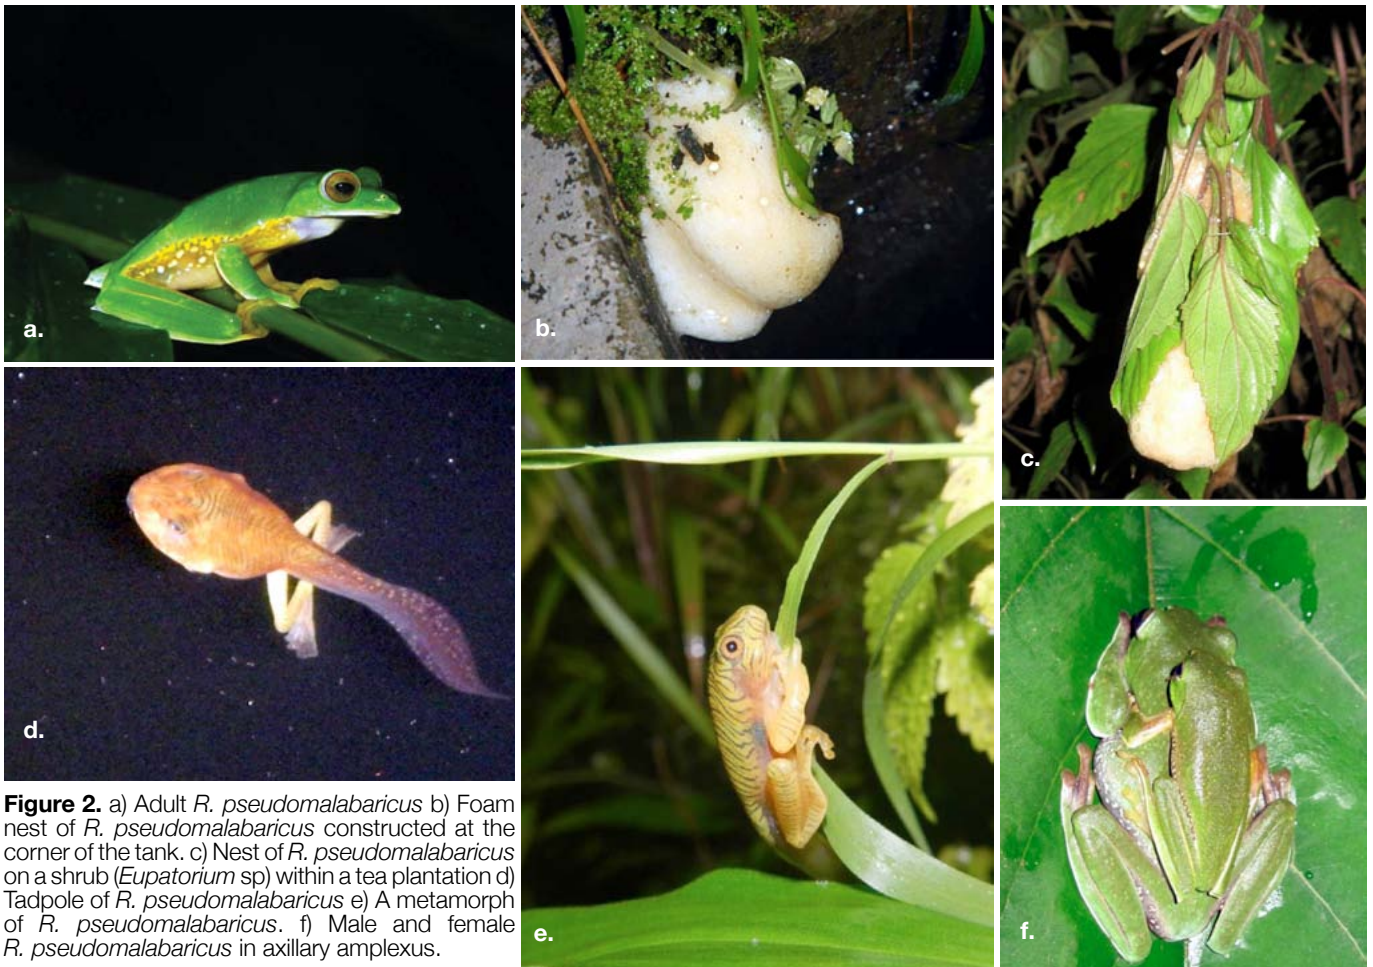 a.
b.
c.
d.
e.
f.
Figure 2. a) Adult R. pseudomalabaricus b) Foam
nest of R. pseudomalabaricus constructed at the
corner of the tank. c) Nest of R. pseudomalabaricus
on a shrub (Eupatorium sp) within a tea plantation d)
Tadpole of R. pseudomalabaricus e) A metamorph
of R. pseudomalabaricus. f) Male and female
R. pseudomalabaricus in axillary amplexus.